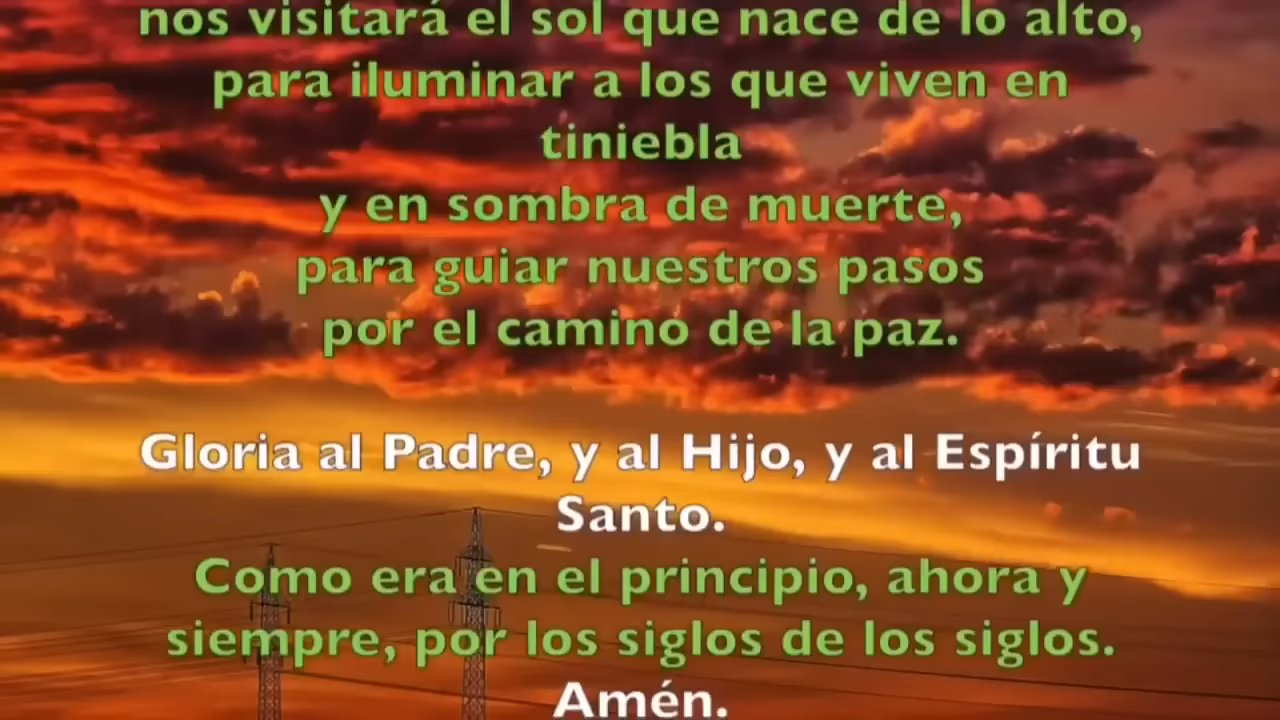 nos visitará el sol que nace de lo alto,
para iluminar a los que viven en
tiniebla
y en sombra de muerte,
para guiar nuestros pasos
por el camino de la paz.
Gloria al Padre, y al Hijo, y al Espíritu
Santo.
Como era en el principio, ahora y
siempre, por los siglos de los siglos.
Amén.